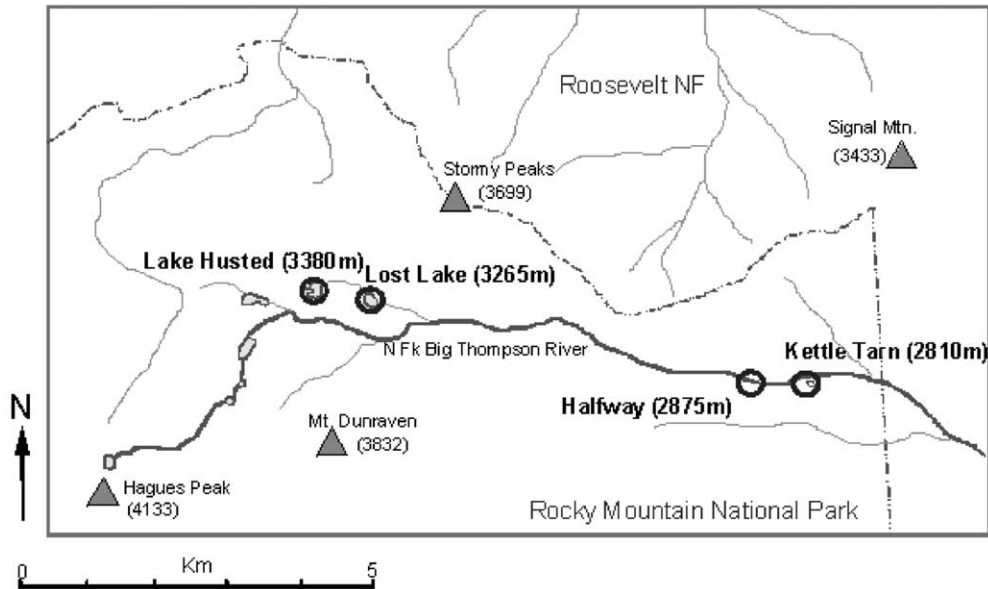 Roosevelt NF
Signal Mtn.
(3433)
Stormy Peaks
(3699)
Lake Husted (3380m)
Lost Lake (3265m)
N Fk Big Thompson River
Kettle Tarn (2810m)
Halfway (2875m)
Mt. Dunraven
(3832)
N
Hagues Peak
(4133)
Rocky Mountain National Park
0 Km 5